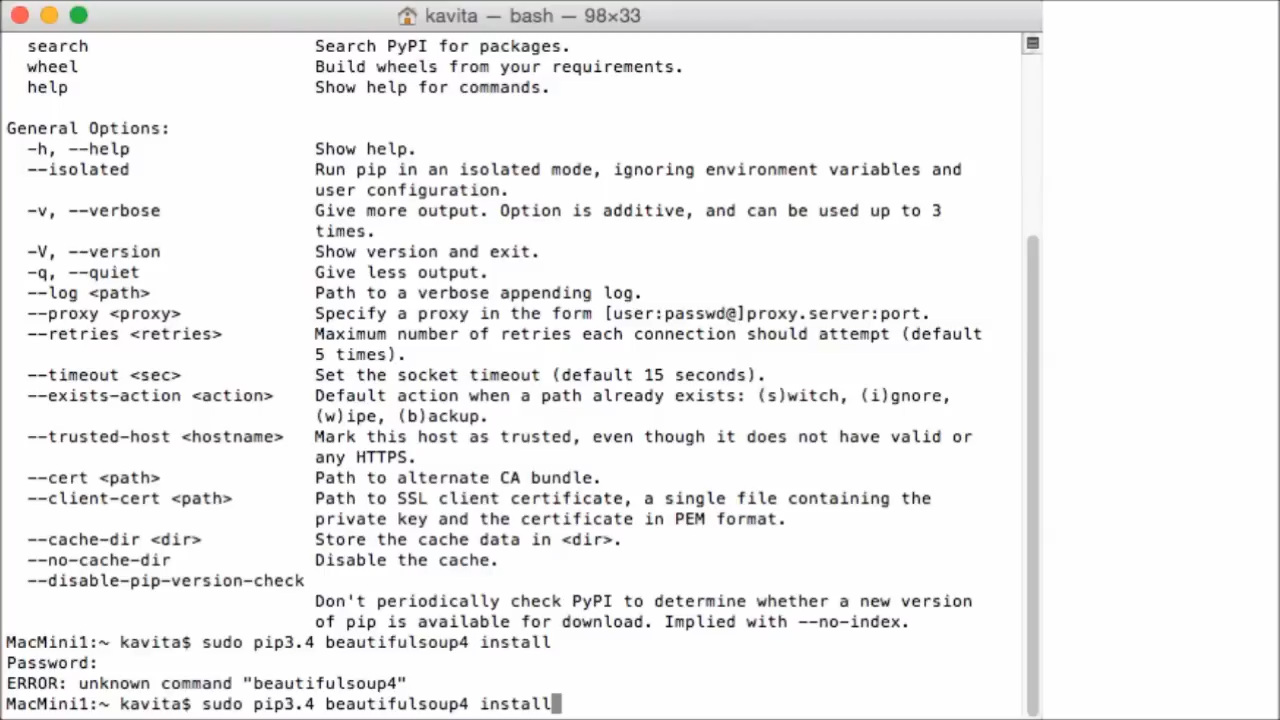 kavita — bash — 98×33
search Search PyPI for packages.
wheel Build wheels from your requirements.
help Show help for commands.
General Options:
-h, --help Show help.
--isolated Run pip in an isolated mode, ignoring environment variables and
user configuration.
-v, --verbose Give more output. Option is additive, and can be used up to 3
times.
-V, --version Show version and exit.
-q, --quiet Give less output.
--log <path> Path to a verbose appending log.
--proxy <proxy> Specify a proxy in the form [user:passwd@]proxy.server:port.
--retries <retries> Maximum number of retries each connection should attempt (default
5 times).
--timeout <sec> Set the socket timeout (default 15 seconds).
--exists-action <action> Default action when a path already exists: (s)witch, (i)gnore,
(w)ipe, (b)ackup.
--trusted-host <hostname> Mark this host as trusted, even though it does not have valid or
any HTTPS.
--cert <path> Path to alternate CA bundle.
--client-cert <path> Path to SSL client certificate, a single file containing the
private key and the certificate in PEM format.
--cache-dir <dir> Store the cache data in <dir>.
--no-cache-dir Disable the cache.
--disable-pip-version-check
Don't periodically check PyPI to determine whether a new version
of pip is available for download. Implied with --no-index.
MacMini1:~ kavita$ sudo pip3.4 beautifulsoup4 install
Password:
ERROR: unknown command "beautifulsoup4"
MacMini1:~ kavita$ sudo pip3.4 beautifulsoup4 install